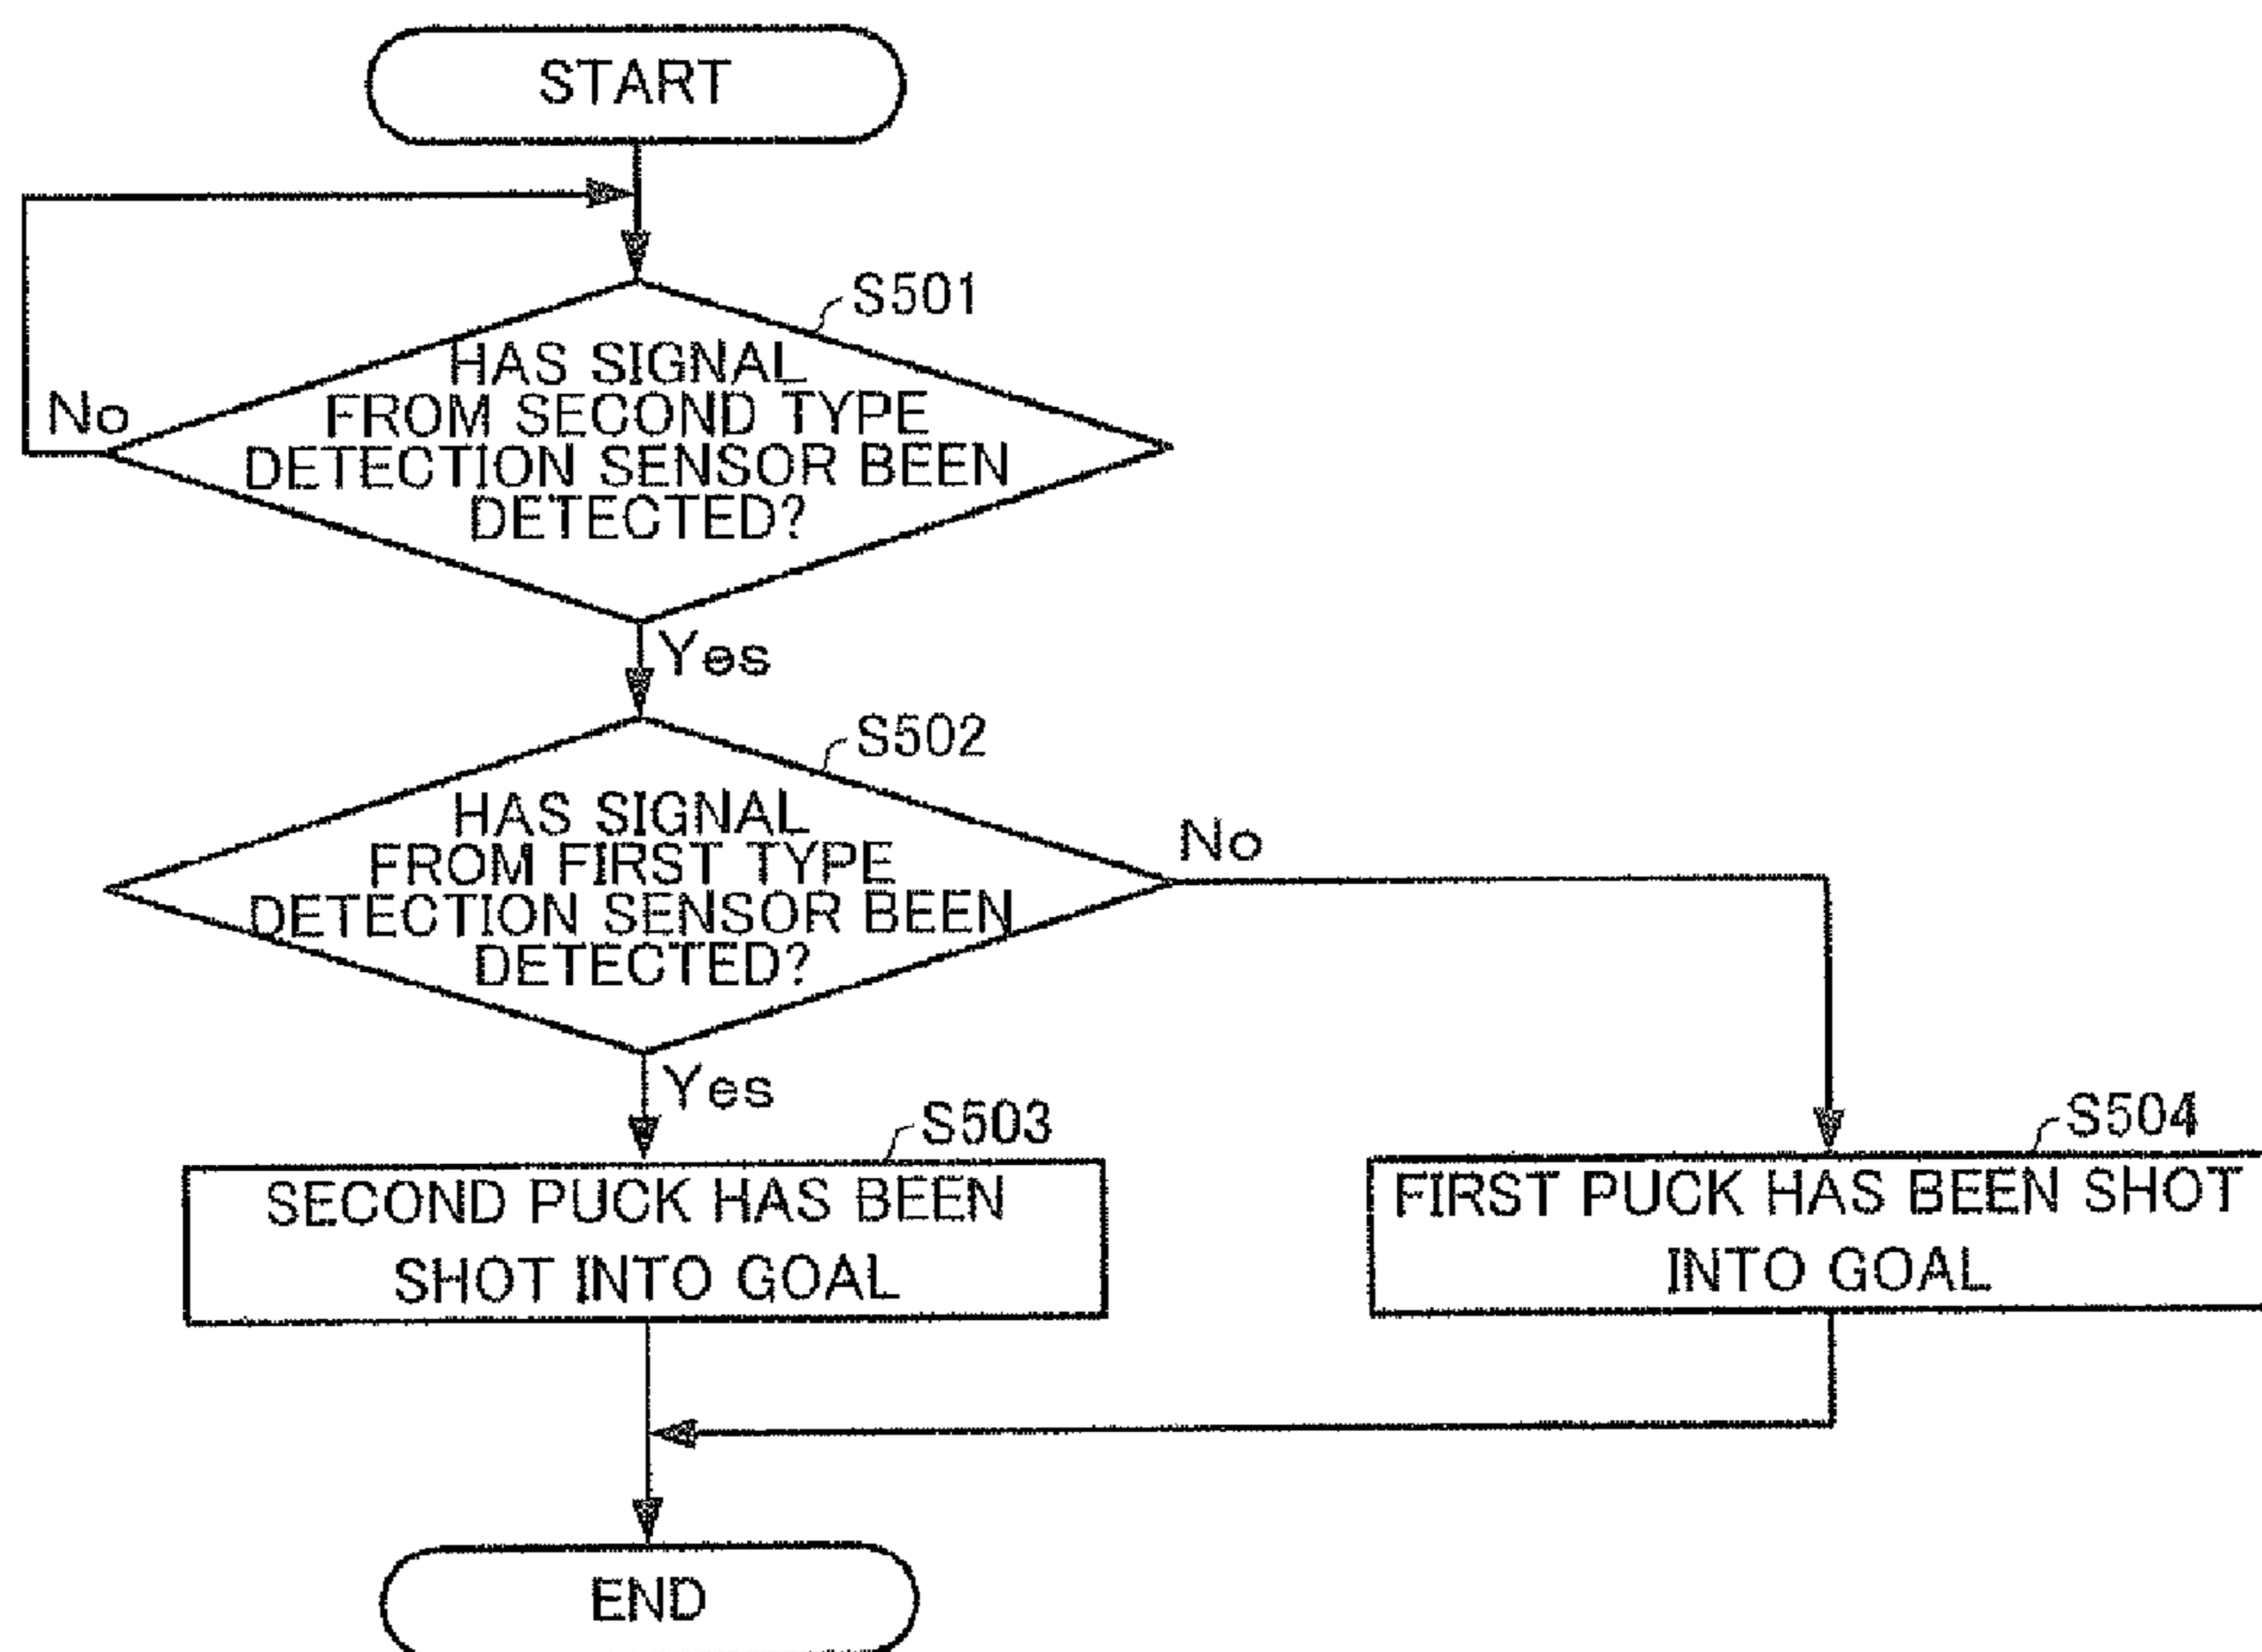 START
S501
HAS SIGNAL
FROM SECOND TYPE
DETECTION SENSOR BEEN
DETECTED?
No
Yes
S502
HAS SIGNAL
FROM FIRST TYPE
DETECTION SENSOR BEEN
DETECTED?
No
Yes
S503
SECOND PUCK HAS BEEN
SHOT INTO GOAL
S504
FIRST PUCK HAS BEEN SHOT
INTO GOAL
END